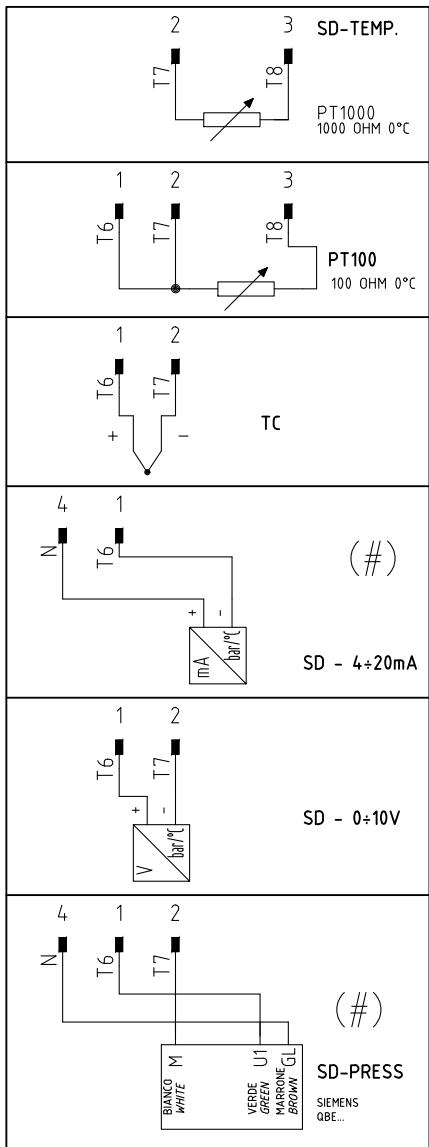 2 3 SD-TEMP.
T7 T8
PT1000
1000 OHM 0°C
1 2 3
T6 T7 T8
PT100
100 OHM 0°C
1 2
T6 T7
+ -
TC
4 1
N T6
(#)
+ -
mA bar/°C
SD - 4÷20mA
1 2
T6 T7
+ -
V bar/°C
SD - 0÷10V
4 1 2
N T6 T7
(#)
M U1 GL
BIANCO VERDE MARRONE
WHITE GREEN BROWN
SD-PRESS
SIEMENS
QBE...